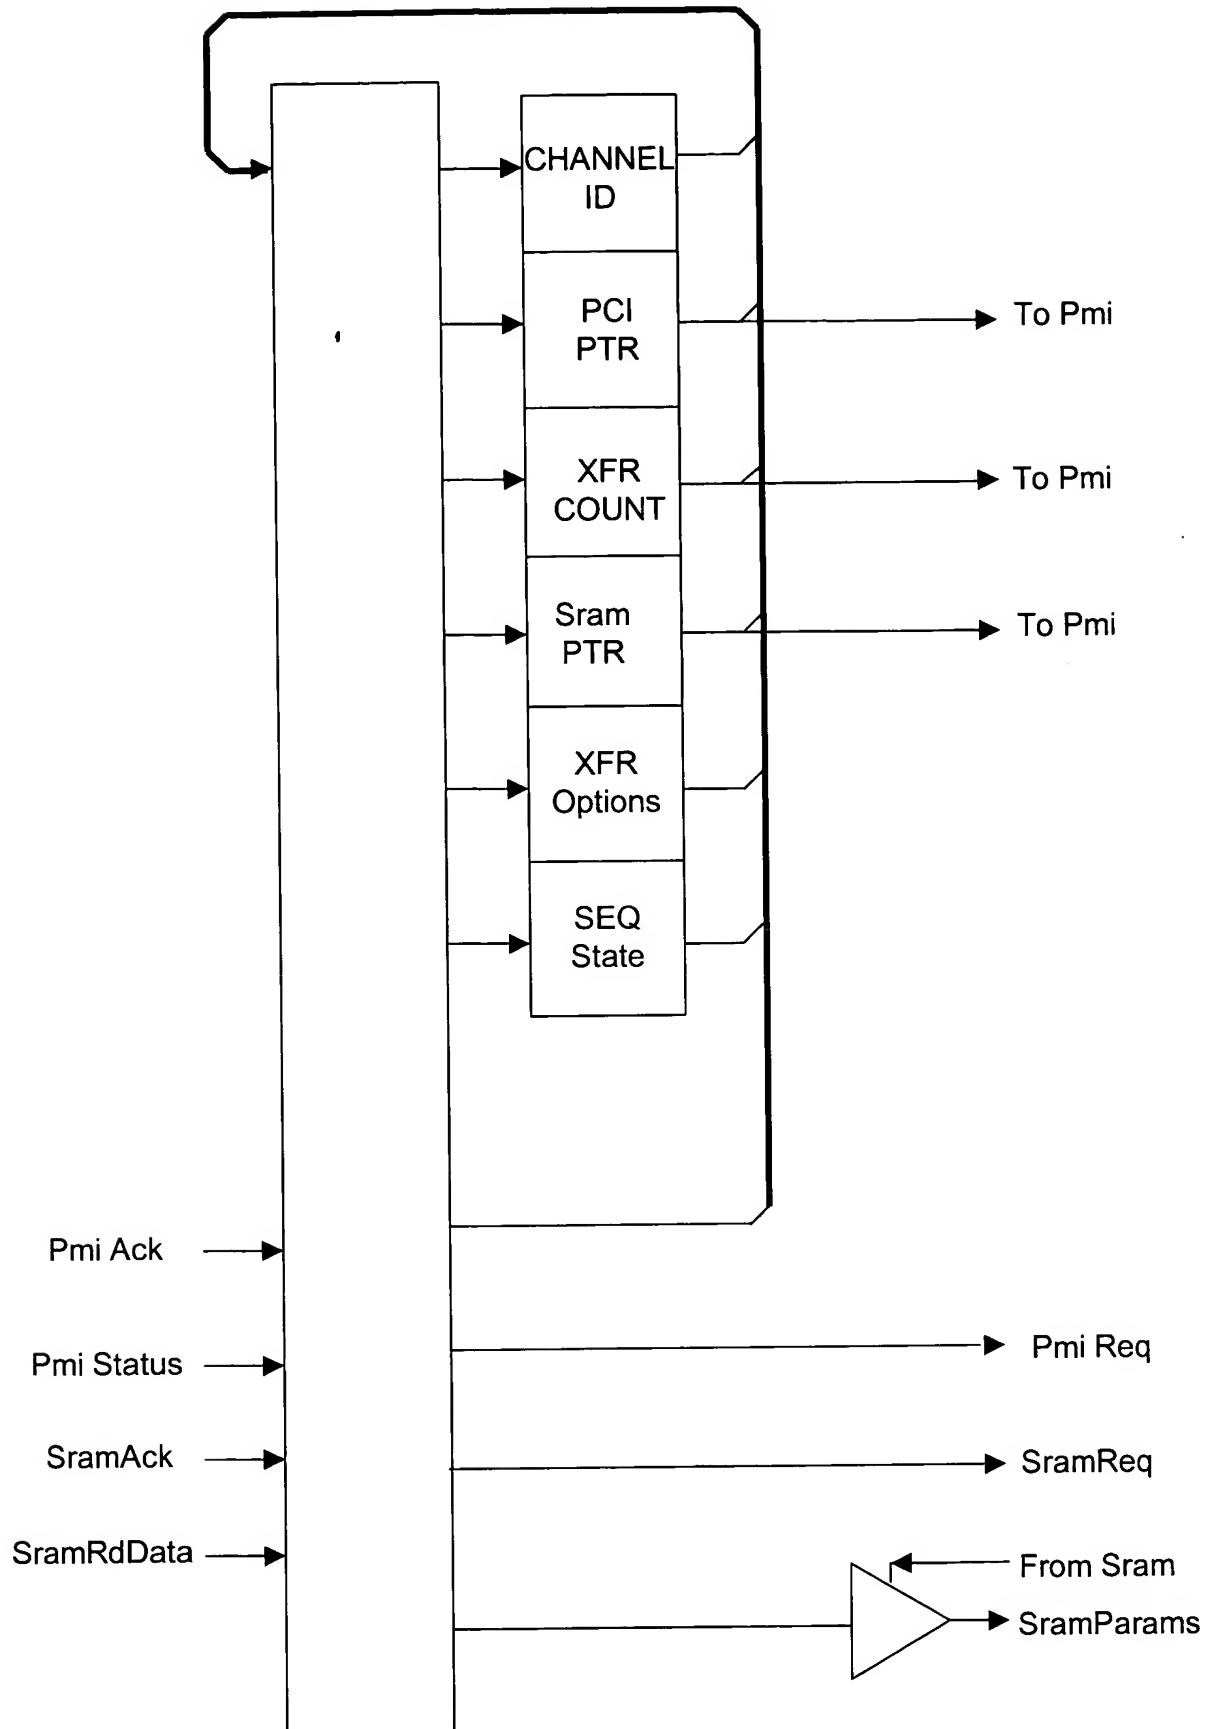 CHANNEL
ID
PCI
PTR
To Pmi
XFR
COUNT
To Pmi
Sram
PTR
To Pmi
XFR
Options
SEQ
State
Pmi Ack
Pmi Status
Pmi Req
SramAck
SramReq
SramRdData
From Sram
SramParams